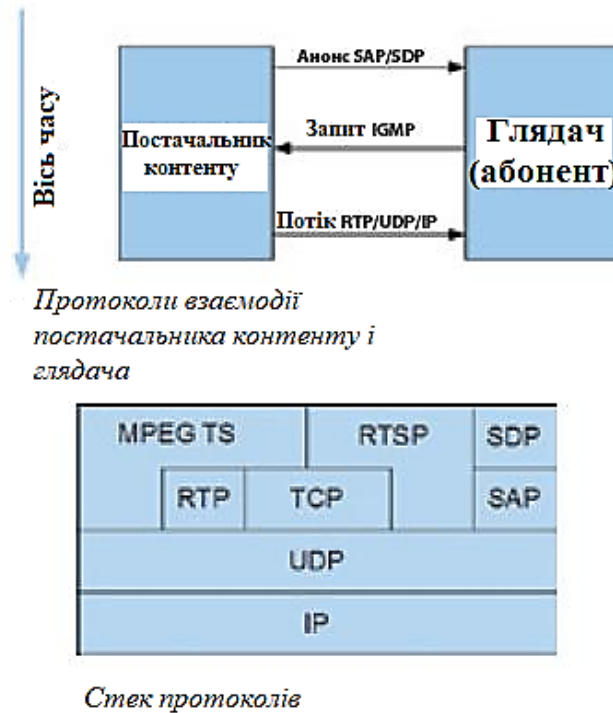 Вісь часу
Постачальник
контенту
Анонс SAP/SDP
Запит IGMP
Потік RTP/UDP/IP
Глядач
(абонент)
Протоколи взаємодії
постачальника контенту і
глядача
MPEG TS
RTSP
SDP
RTP
TCP
SAP
UDP
IP
Стек протоколів